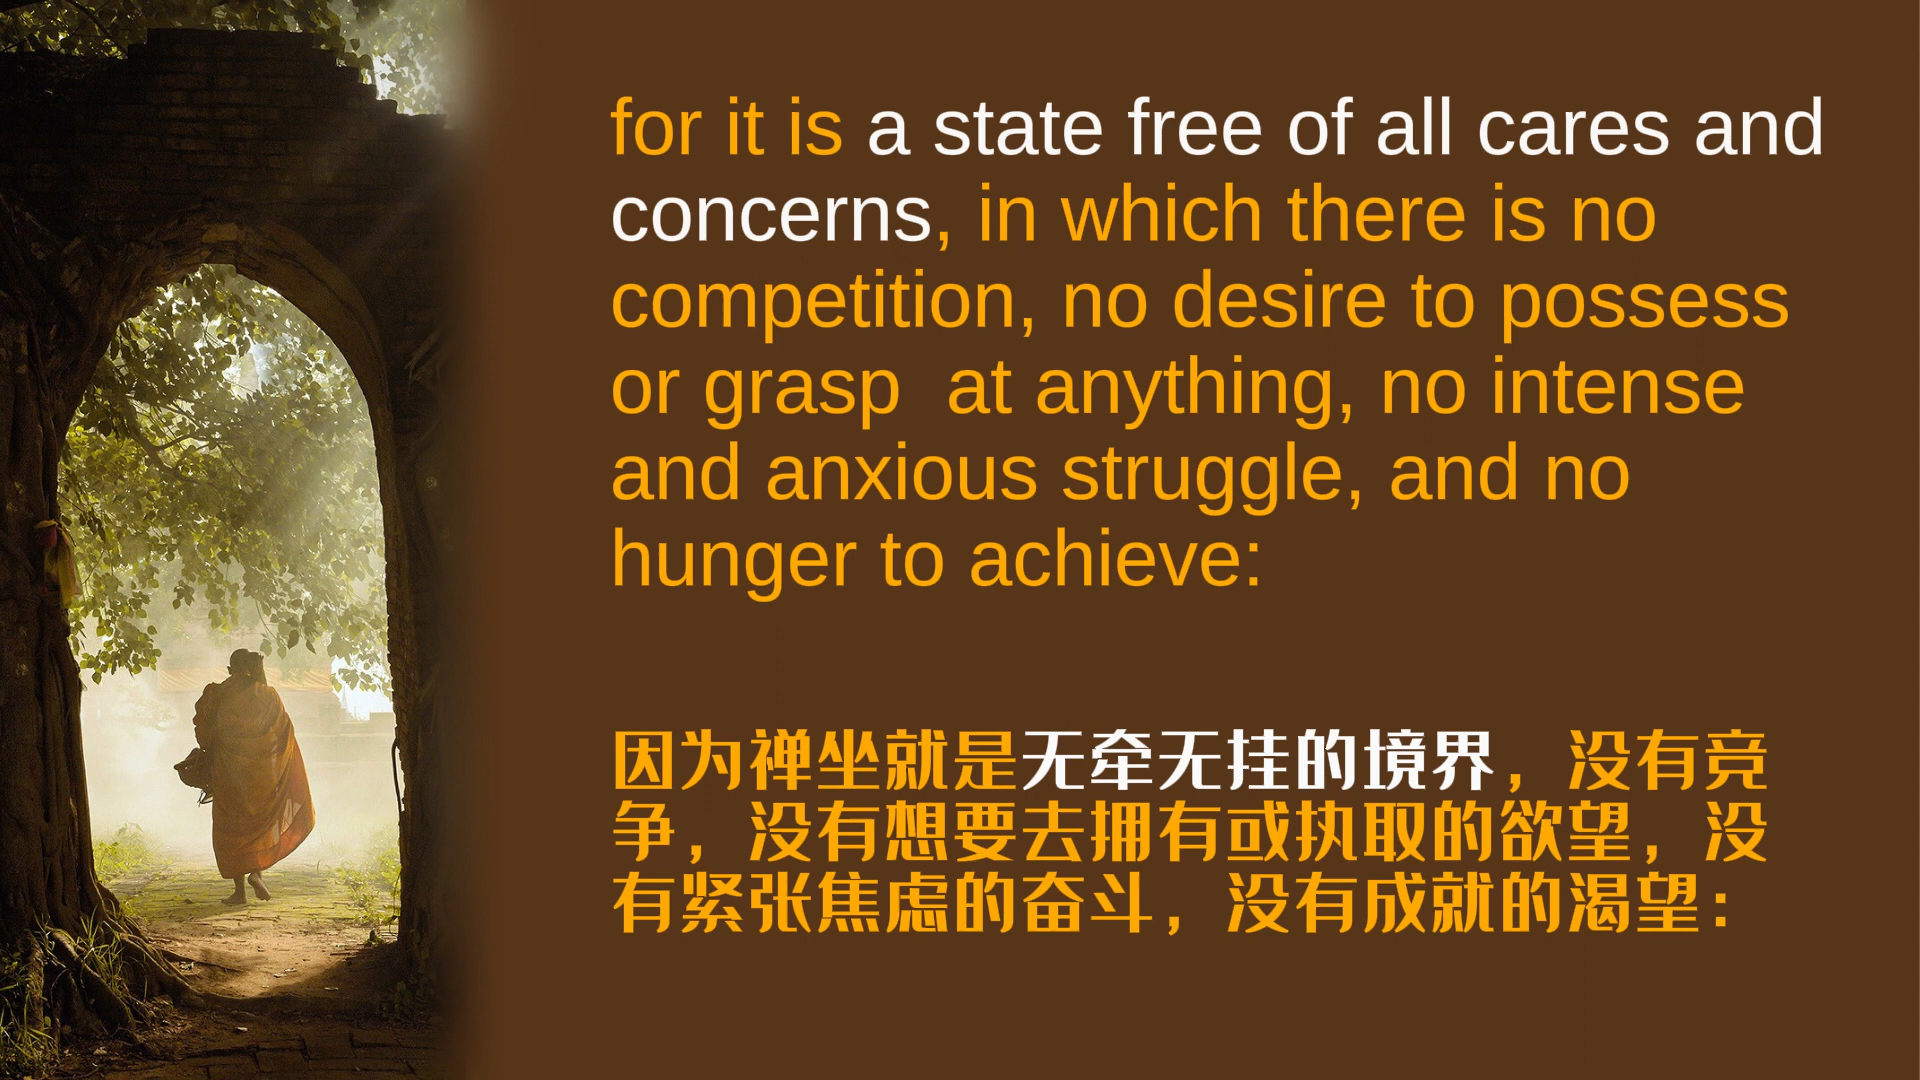 for it is a state free of all cares and
concerns, in which there is no
competition, no desire to possess
or grasp  at anything, no intense
and anxious struggle, and no
hunger to achieve:
因为禅坐就是无牵无挂的境界，没有竞
争，没有想要去拥有或执取的欲望，没
有紧张焦虑的奋斗，没有成就的渴望：